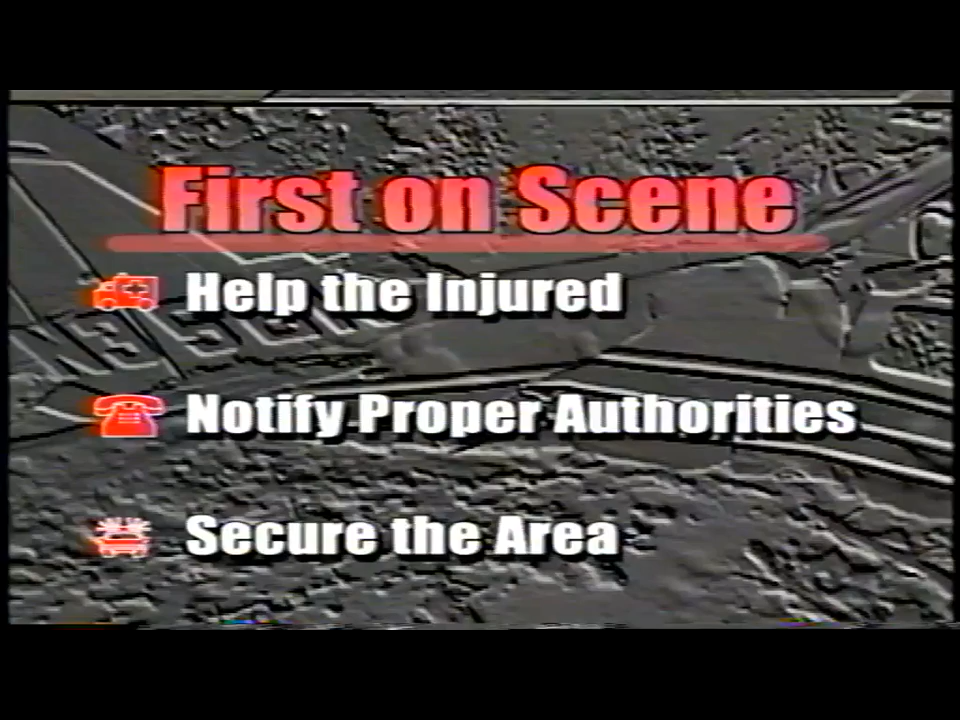 First on Scene
Help the Injured
Notify Proper Authorities
Secure the Area